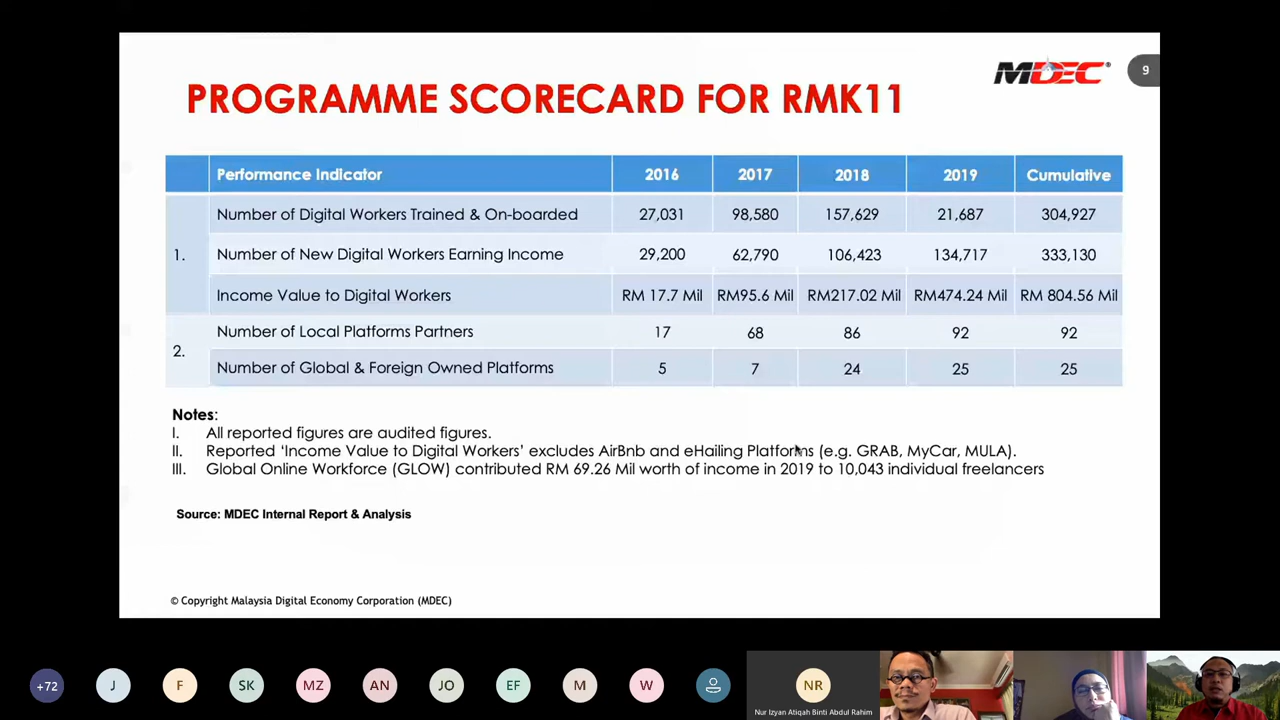 MDEC®
9
PROGRAMME SCORECARD FOR RMK11
Performance Indicator 2016 2017 2018 2019 Cumulative
1.
Number of Digital Workers Trained & On-boarded 27,031 98,580 157,629 21,687 304,927
Number of New Digital Workers Earning Income 29,200 62,790 106,423 134,717 333,130
Income Value to Digital Workers RM 17.7 Mil RM95.6 Mil RM217.02 Mil RM474.24 Mil RM 804.56 Mil
2.
Number of Local Platforms Partners 17 68 86 92 92
Number of Global & Foreign Owned Platforms 5 7 24 25 25
Notes:
I. All reported figures are audited figures.
II. Reported ‘Income Value to Digital Workers’ excludes AirBnb and eHailing Platforms (e.g. GRAB, MyCar, MULA).
III. Global Online Workforce (GLOW) contributed RM 69.26 Mil worth of income in 2019 to 10,043 individual freelancers
Source: MDEC Internal Report & Analysis
© Copyright Malaysia Digital Economy Corporation (MDEC)
+72 J F SK MZ AN JO EF M W NR
Nur Izyan Atiqah Binti Abdul Rahim